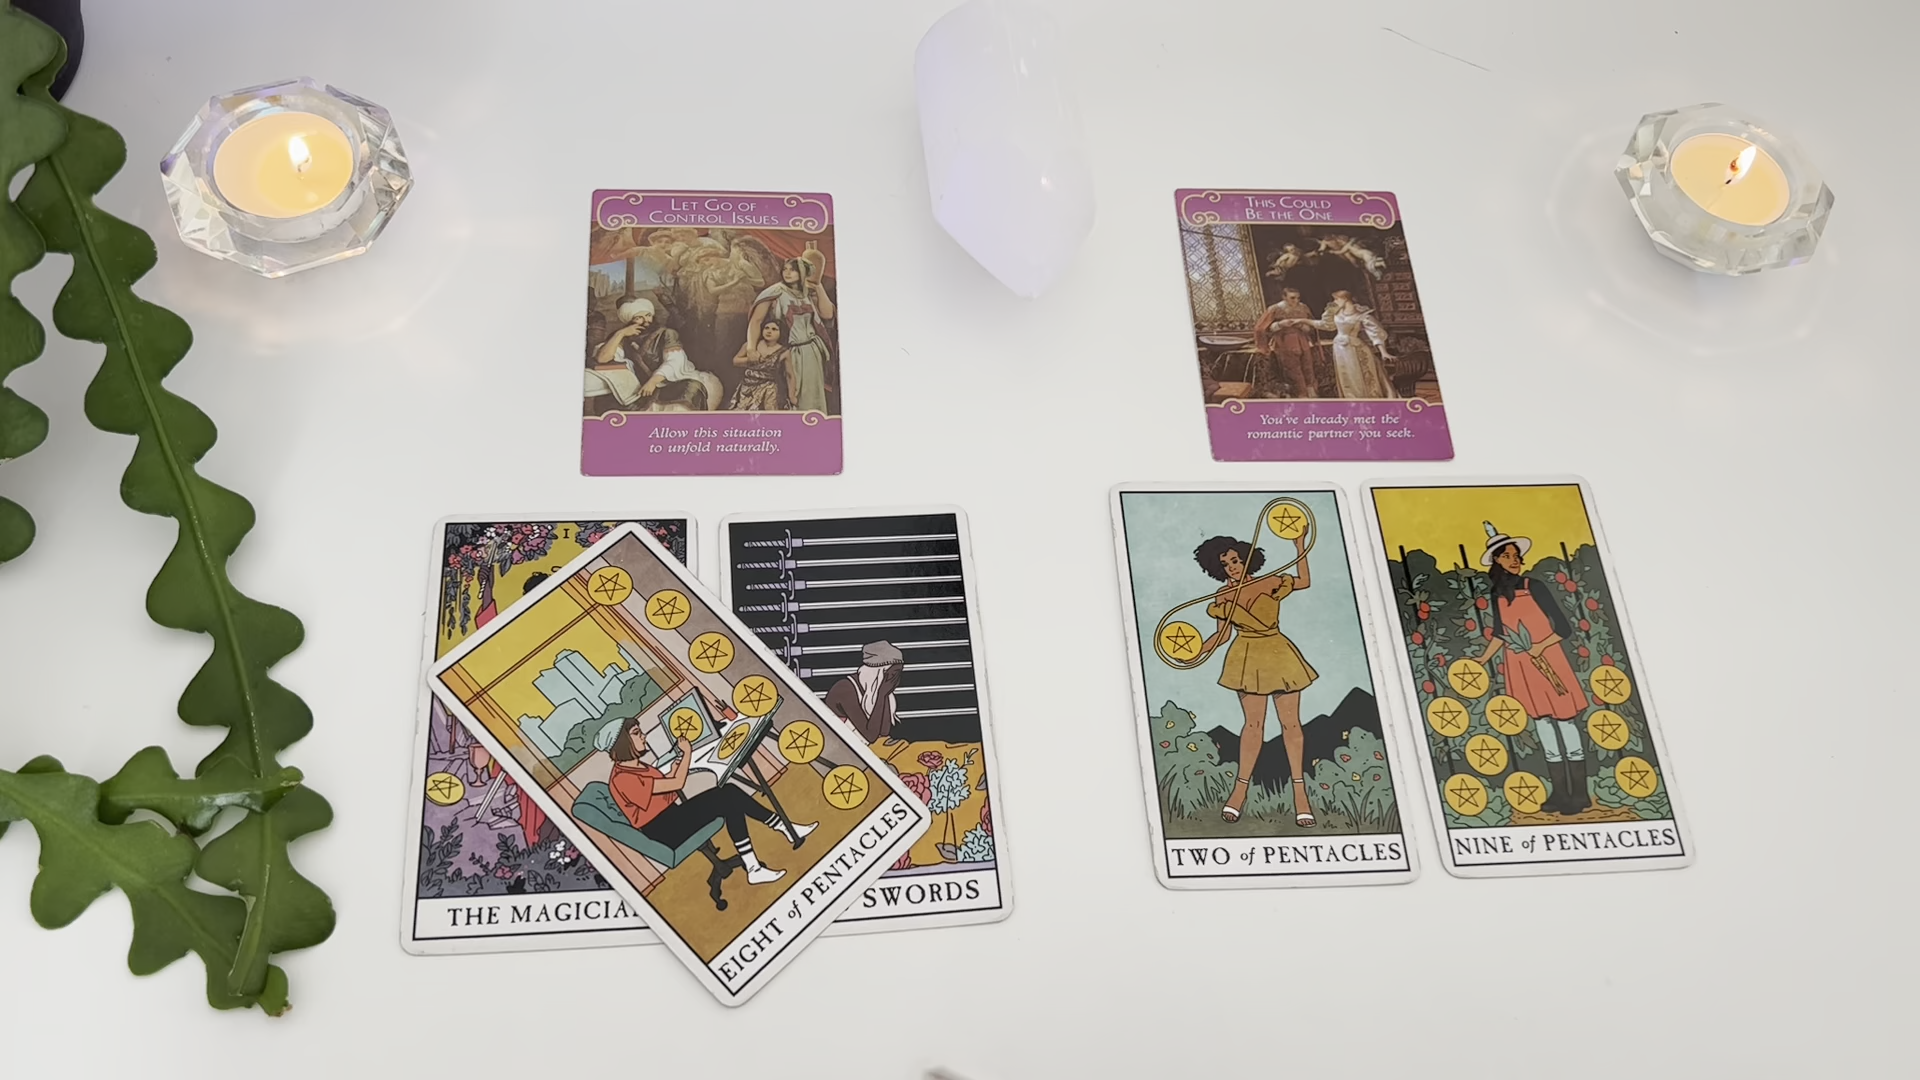 LET GO OF
CONTROL ISSUES
Allow this situation
to unfold naturally.
THIS COULD
BE THE ONE
You've already met the
romantic partner you seek.
I
THE MAGICIA
EIGHT of PENTACLES
SWORDS
TWO of PENTACLES
NINE of PENTACLES